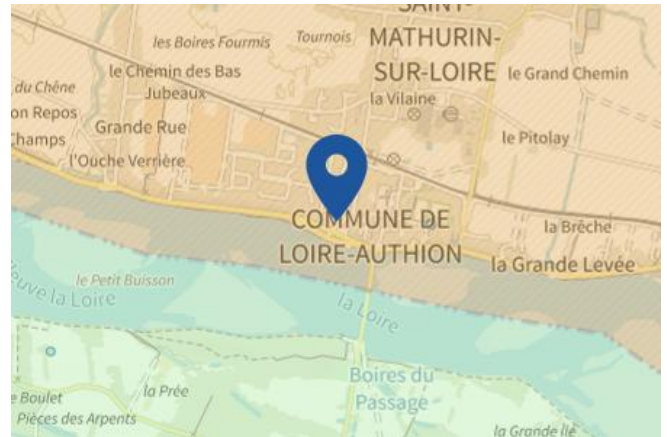 SAINT-
MATHURIN-
SUR-LOIRE
les Boires Fourmis
Tournois
le Chemin des Bas
Jubeaux
le Grand Chemin
du Chêne
la Vilaine
on Repos
Champs
Grande Rue
le Pitolay
l'Ouche Verrière
COMMUNE DE
LOIRE-AUTHION
la Brèche
la Grande Levée
le Petit Buisson
euve la Loire
la Loire
Boires du
Passage
la Prée
e Boulet
Pièces des Arpents
la Grande Ile